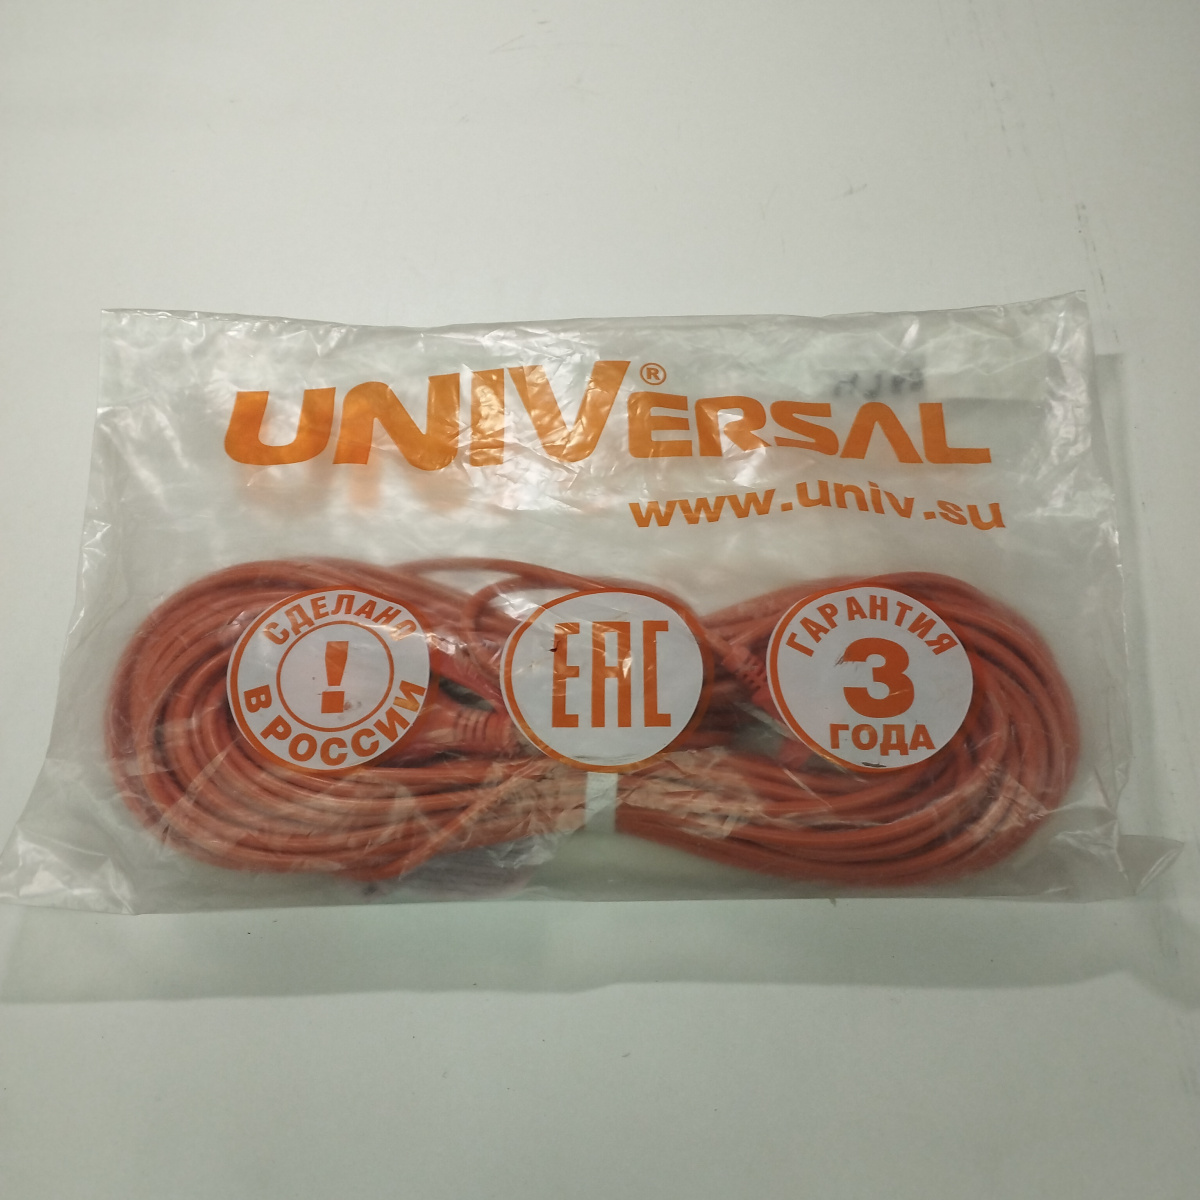 UNIVERSAL®
www.univ.su
СДЕЛАНО
!
В РОССИИ
ЕАС
ГАРАНТИЯ
3
ГОДА